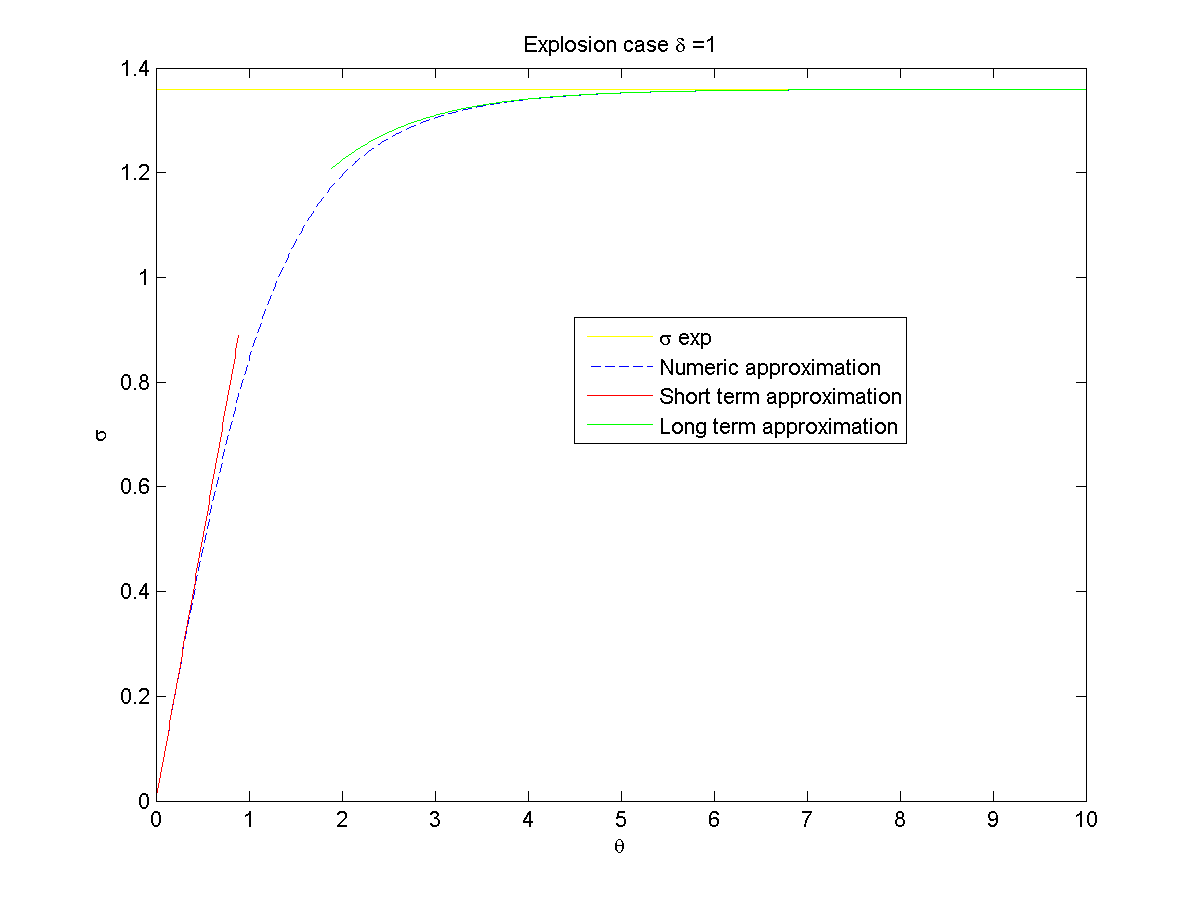 Explosion case δ =1
1.4
1.2
1
0.8
0.6
0.4
0.2
0
σ
σ exp
Numeric approximation
Short term approximation
Long term approximation
0 1 2 3 4 5 6 7 8 9 10
θ